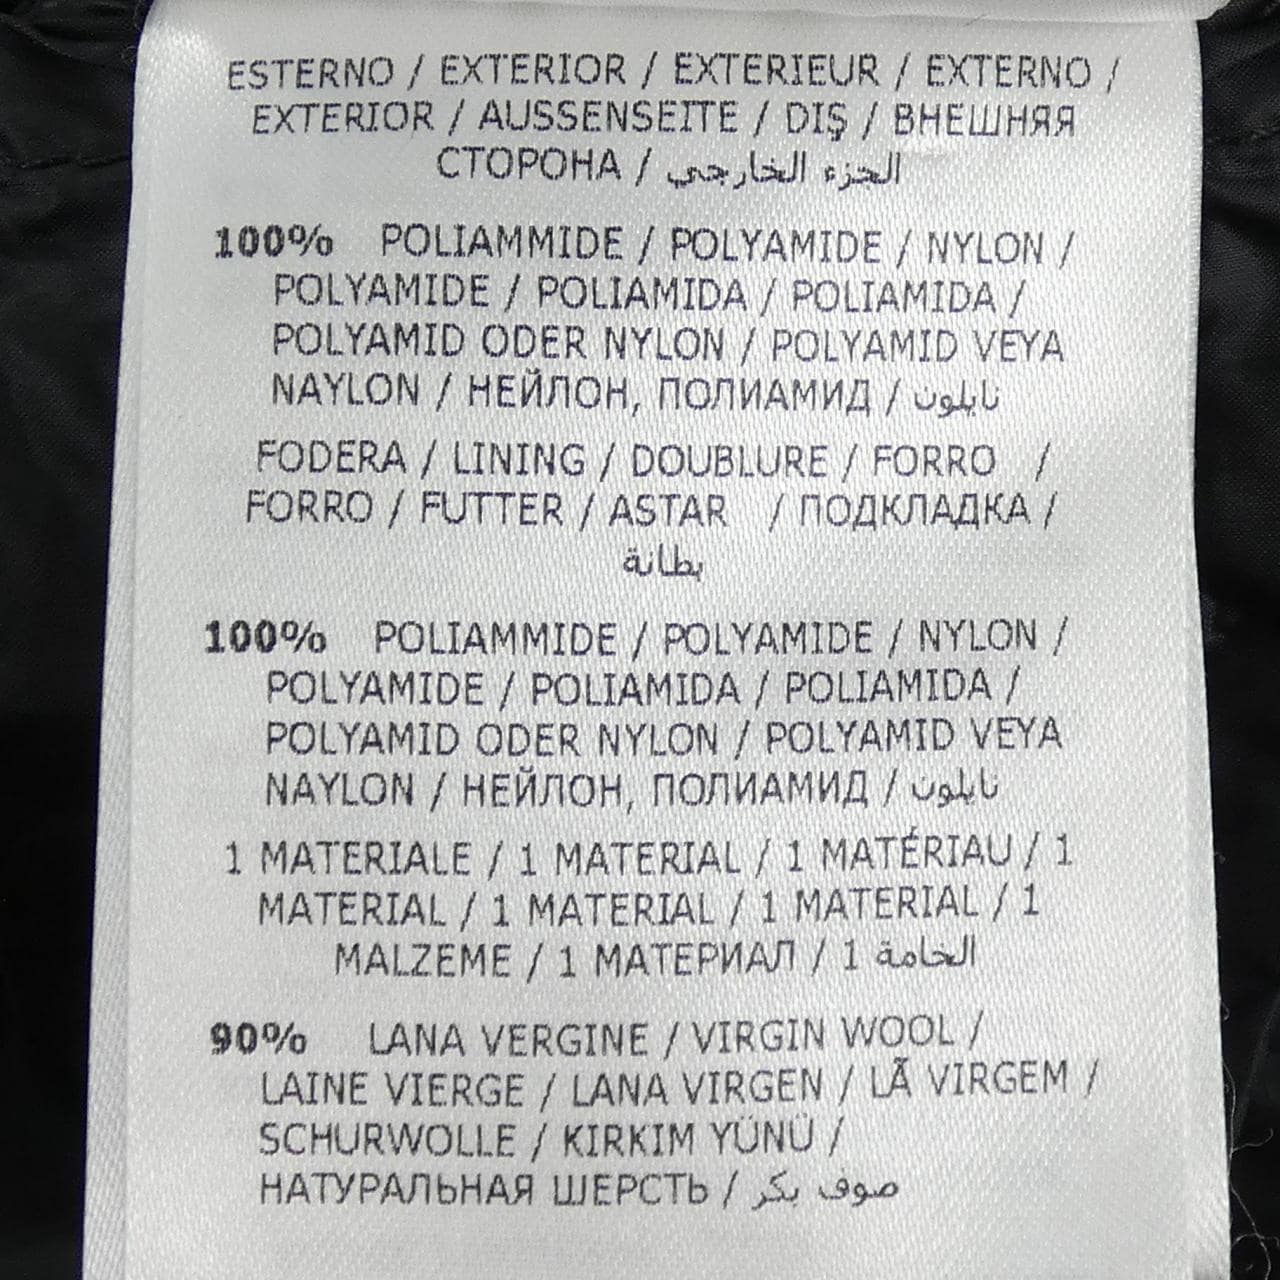 ESTERNO / EXTERIOR / EXTERIEUR / EXTERNO /
EXTERIOR / AUSSENSEITE / DIŞ / ВНЕШНЯЯ
СТОРОНА / الجزء الخارجي
100% POLIAMMIDE / POLYAMIDE / NYLON /
POLYAMIDE / POLIAMIDA / POLIAMIDA /
POLYAMID ODER NYLON / POLYAMID VEYA
NAYLON / НЕЙЛОН, ПОЛИАМИД / نايلون
FODERA / LINING / DOUBLURE / FORRO /
FORRO / FUTTER / ASTAR / ПОДКЛАДКА /
بطانة
100% POLIAMMIDE / POLYAMIDE / NYLON /
POLYAMIDE / POLIAMIDA / POLIAMIDA /
POLYAMID ODER NYLON / POLYAMID VEYA
NAYLON / НЕЙЛОН, ПОЛИАМИД / نايلون
1 MATERIALE / 1 MATERIAL / 1 MATÉRIAU / 1
MATERIAL / 1 MATERIAL / 1 MATERIAL / 1
MALZEME / 1 МАТЕРИАЛ / 1 الخامة
90% LANA VERGINE / VIRGIN WOOL /
LAINE VIERGE / LANA VIRGEN / LÃ VIRGEM /
SCHURWOLLE / KIRKIM YÜNÜ /
НАТУРАЛЬНАЯ ШЕРСТЬ / صوف بكر